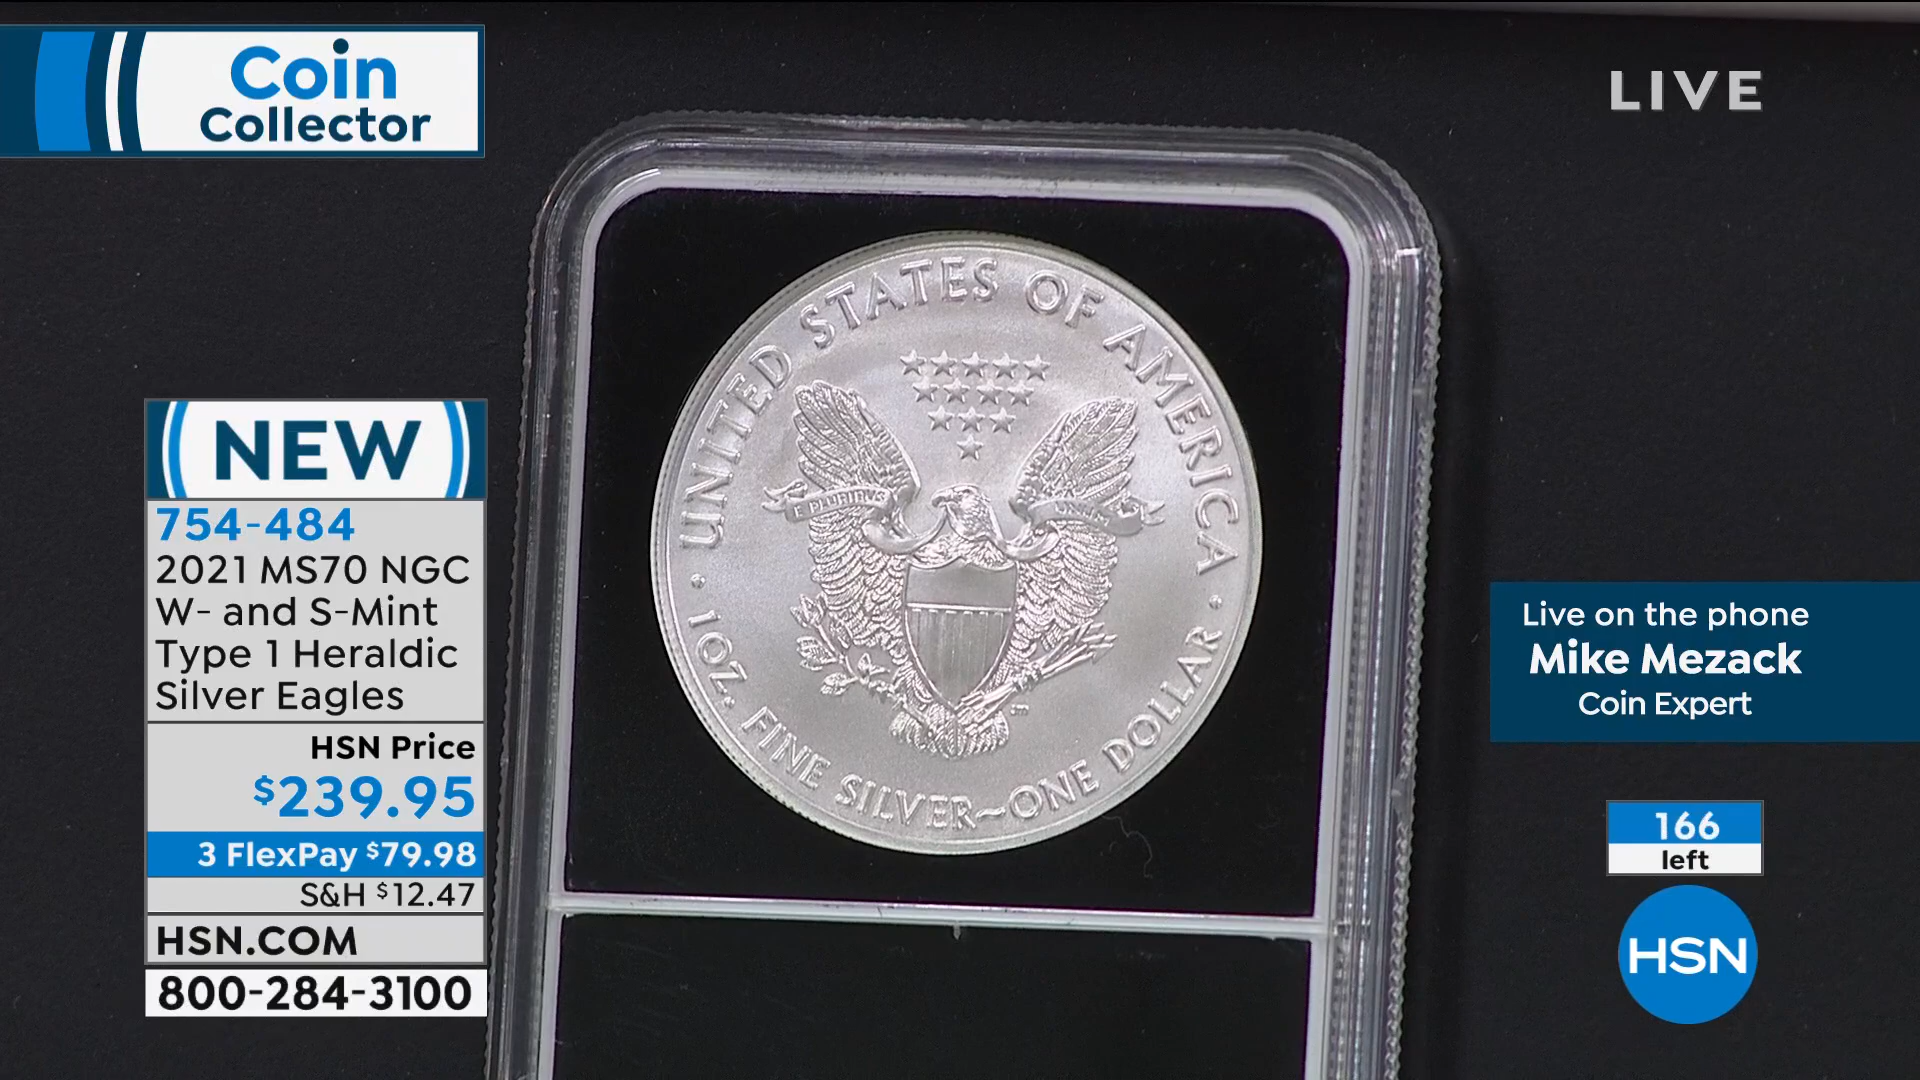 Coin
Collector
LIVE
NEW
754-484
2021 MS70 NGC
W- and S-Mint
Type 1 Heraldic
Silver Eagles
HSN Price
$239.95
3 FlexPay $79.98
S&H $12.47
HSN.COM
800-284-3100
UNITED STATES OF AMERICA
E PLURIBVS
UNUM
• 1 OZ. FINE SILVER~ONE DOLLAR •
Live on the phone
Mike Mezack
Coin Expert
166
left
HSN